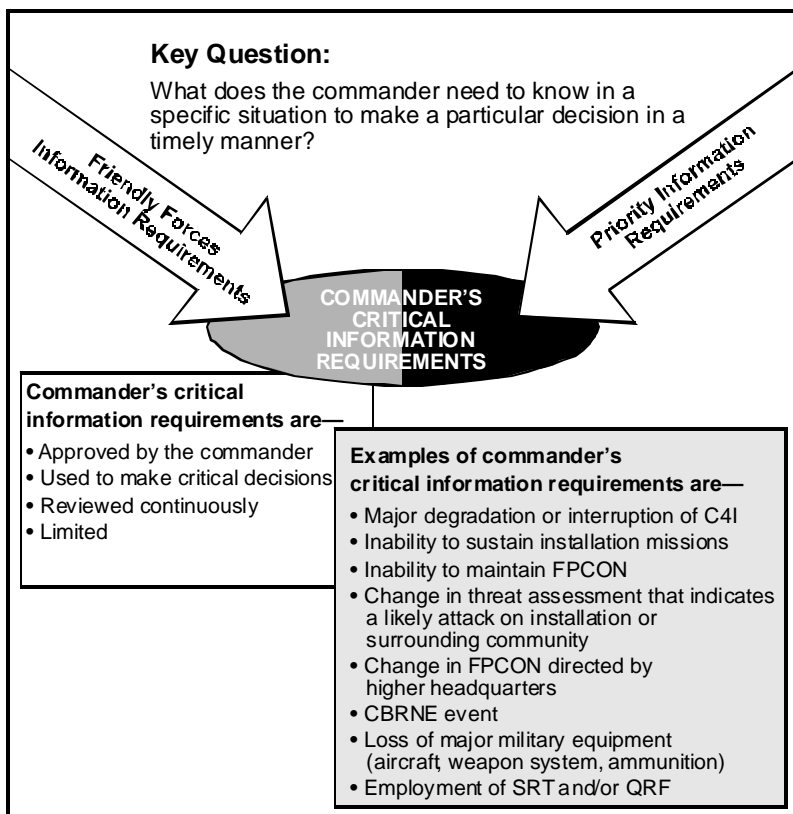 Key Question:
What does the commander need to know in a
specific situation to make a particular decision in a
timely manner?
Friendly Forces
Information Requirements
Priority Information
Requirements
COMMANDER'S
CRITICAL
INFORMATION
REQUIREMENTS
Commander's critical
information requirements are—
• Approved by the commander
• Used to make critical decisions
• Reviewed continuously
• Limited
Examples of commander's
critical information requirements are—
• Major degradation or interruption of C4I
• Inability to sustain installation missions
• Inability to maintain FPCON
• Change in threat assessment that indicates
a likely attack on installation or
surrounding community
• Change in FPCON directed by
higher headquarters
• CBRNE event
• Loss of major military equipment
(aircraft, weapon system, ammunition)
• Employment of SRT and/or QRF